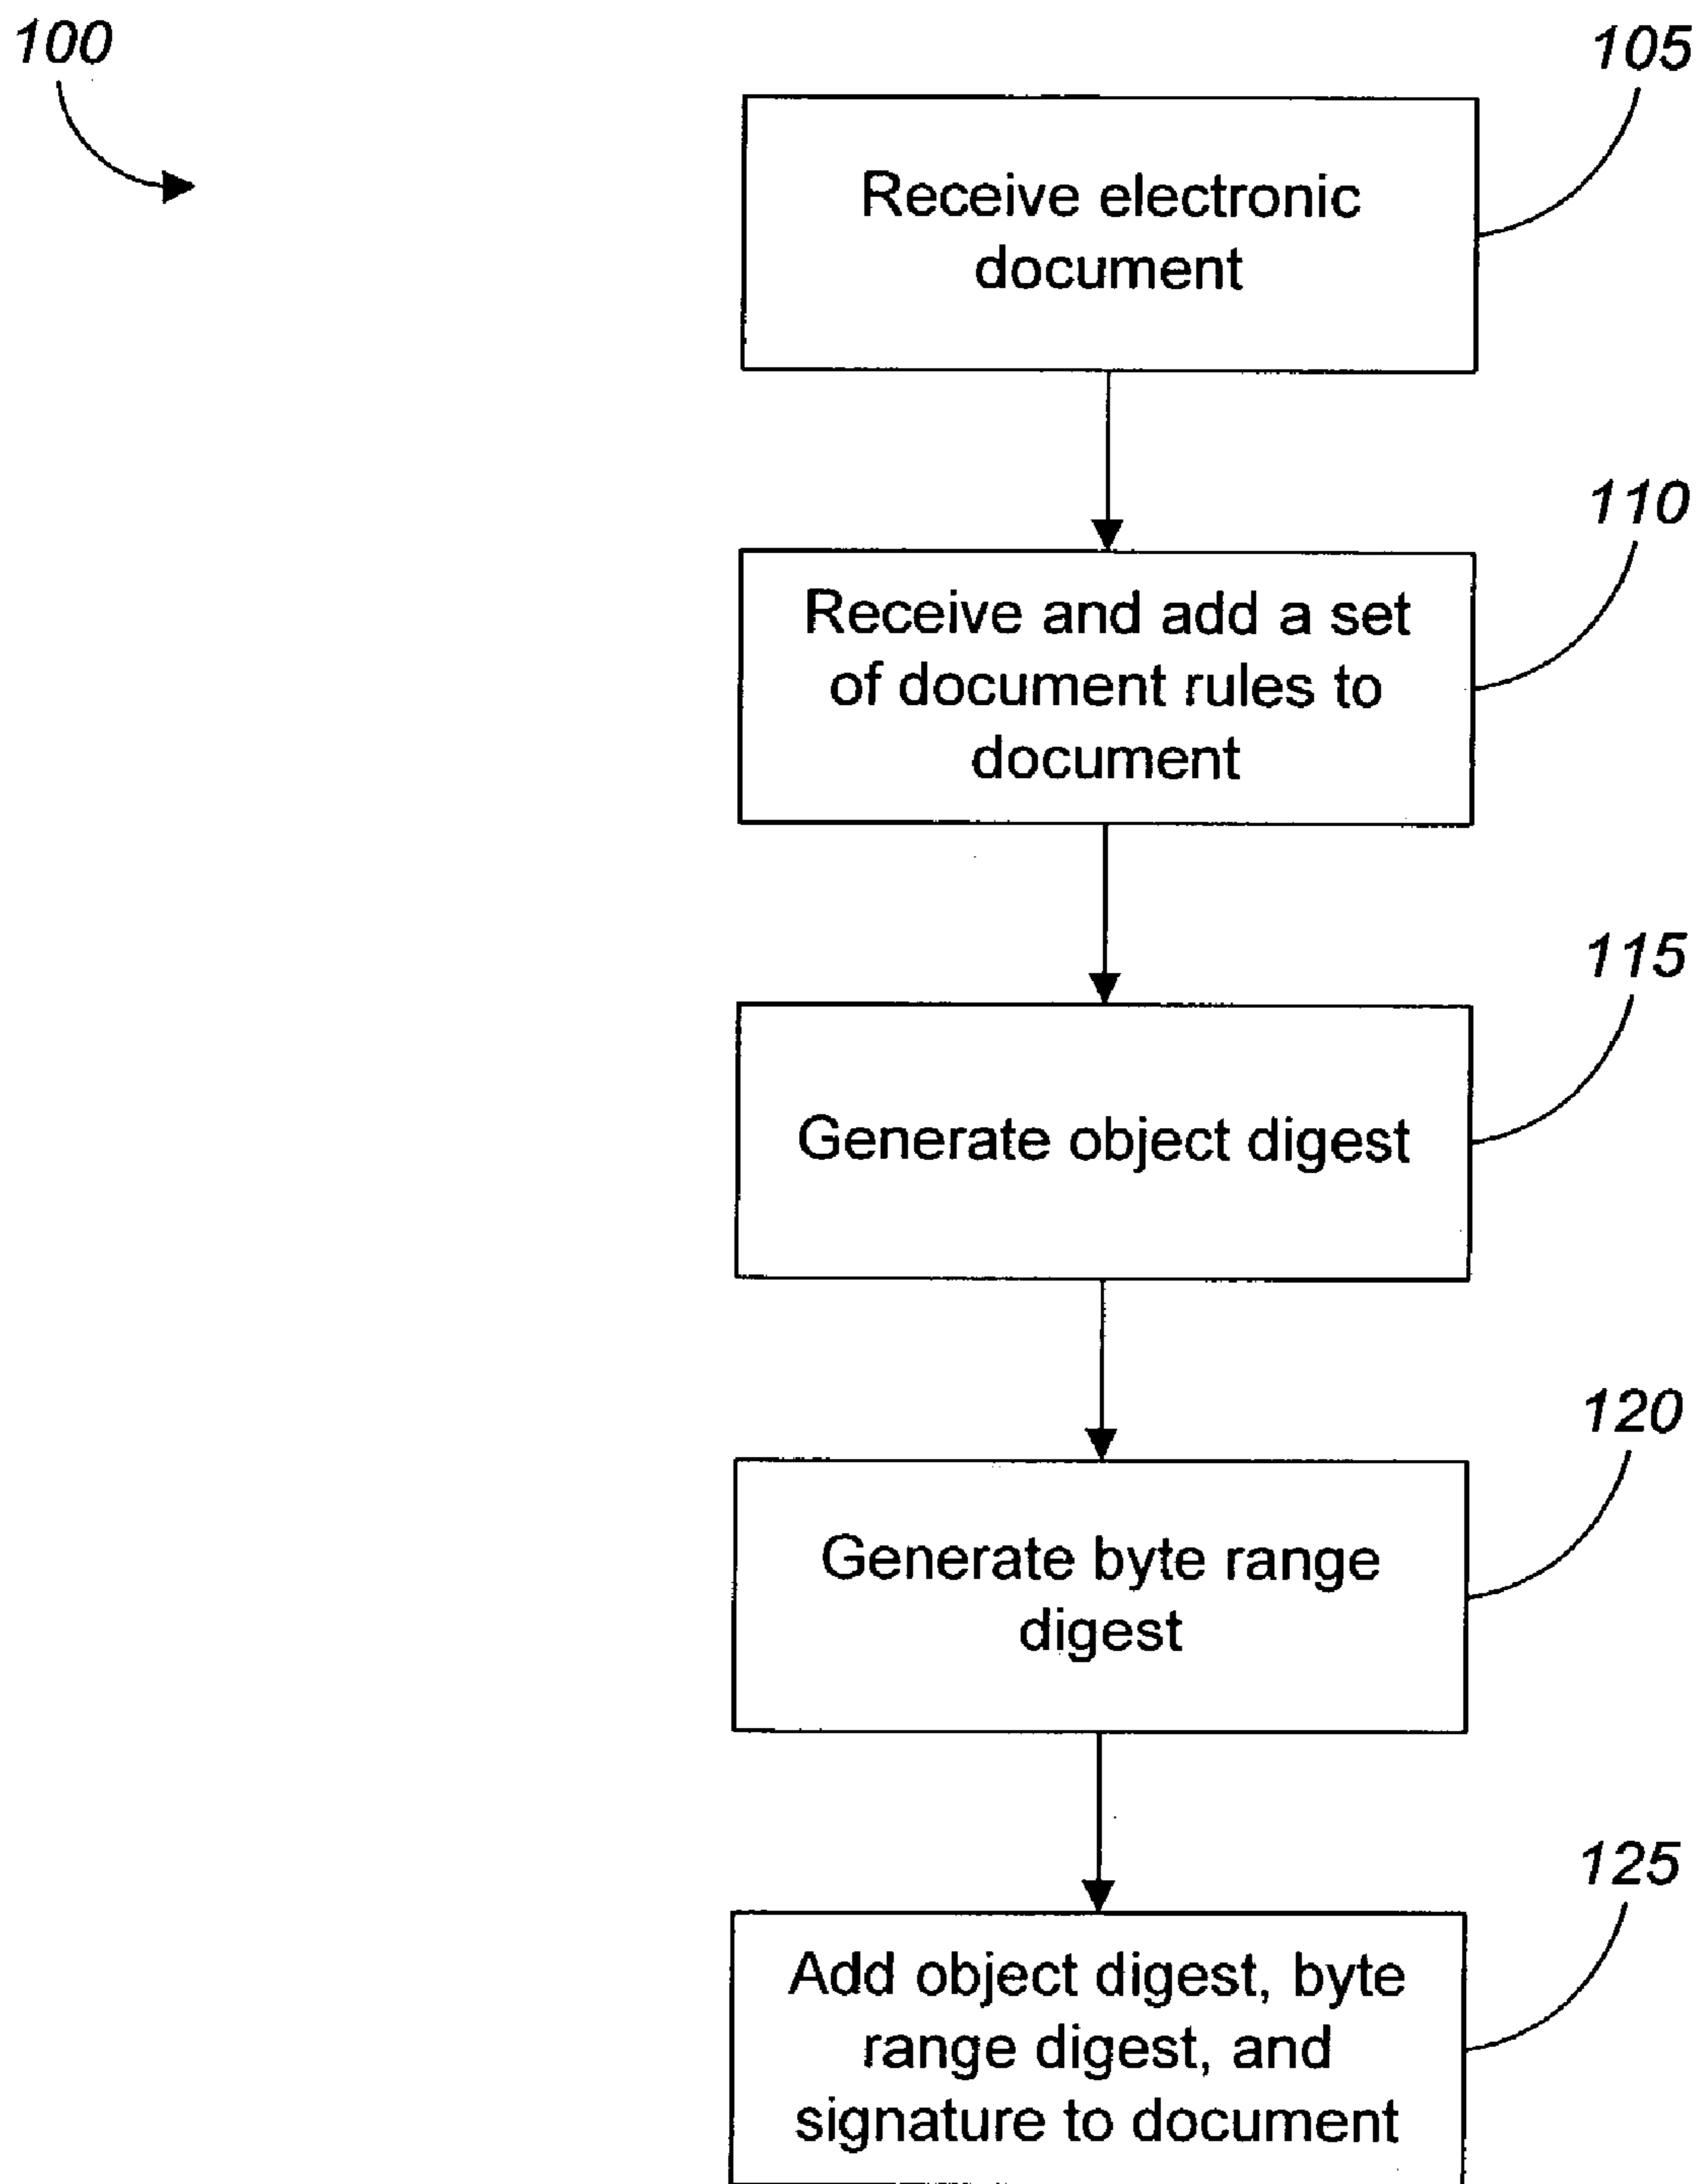 100
105
Receive electronic
document
110
Receive and add a set
of document rules to
document
115
Generate object digest
120
Generate byte range
digest
125
Add object digest, byte
range digest, and
signature to document